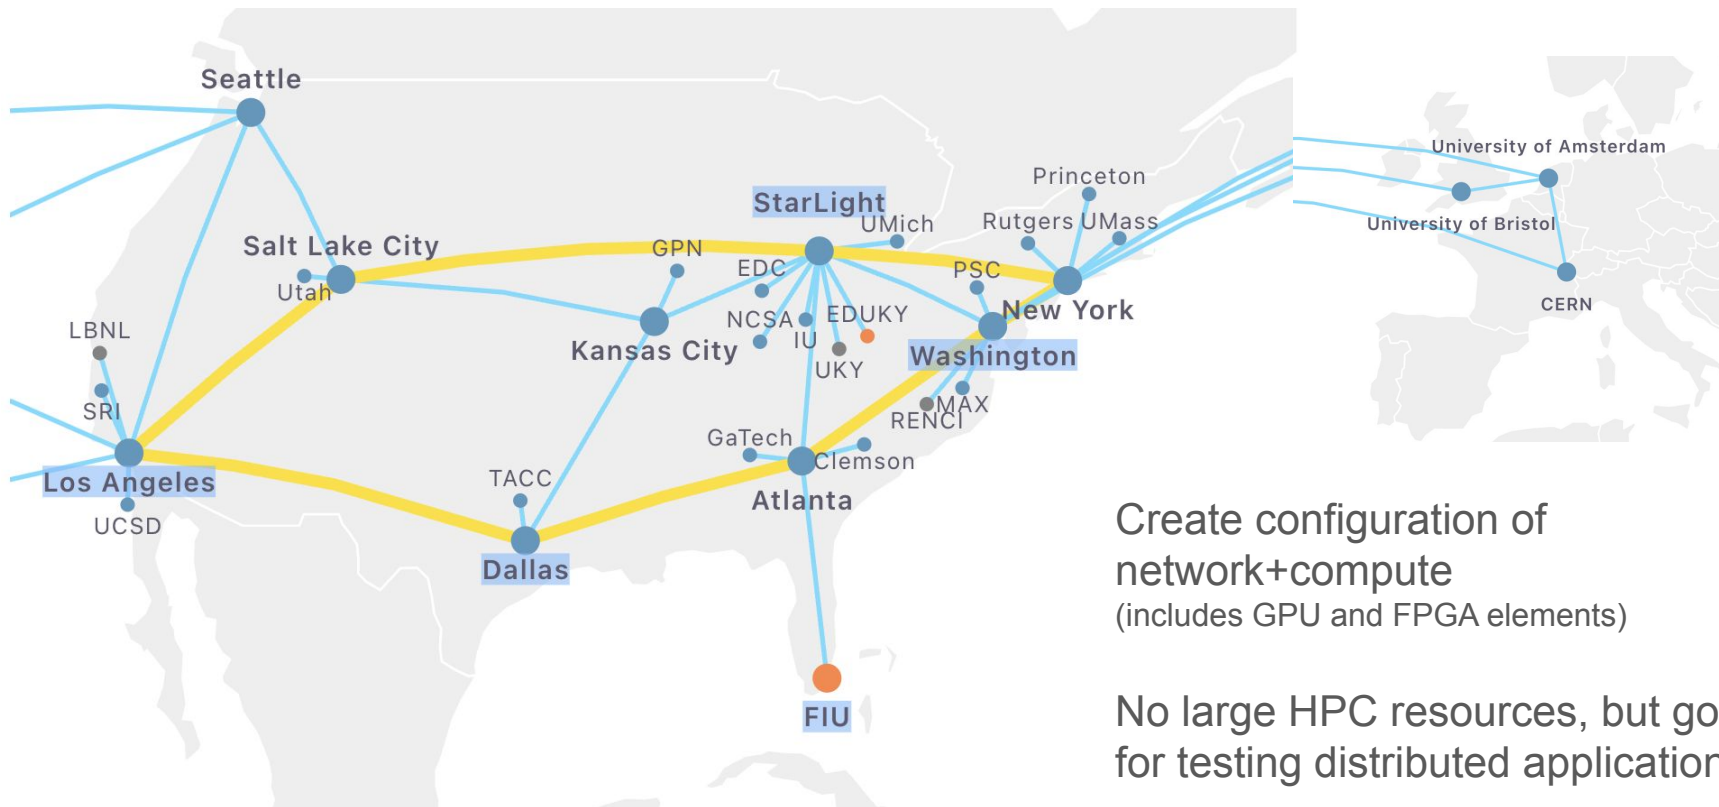 Seattle
University of Amsterdam
Princeton
StarLight
UMich
Rutgers
UMass
University of Bristol
Salt Lake City
GPN
EDC
PSC
Utah
CERN
New York
LBNL
NCSA
EDUKY
IU
Kansas City
Washington
UKY
SRI
MAX
RENCI
GaTech
Clemson
Los Angeles
TACC
Atlanta
UCSD
Dallas
FIU
Create configuration of
network+compute
(includes GPU and FPGA elements)
No large HPC resources, but
for testing distributed